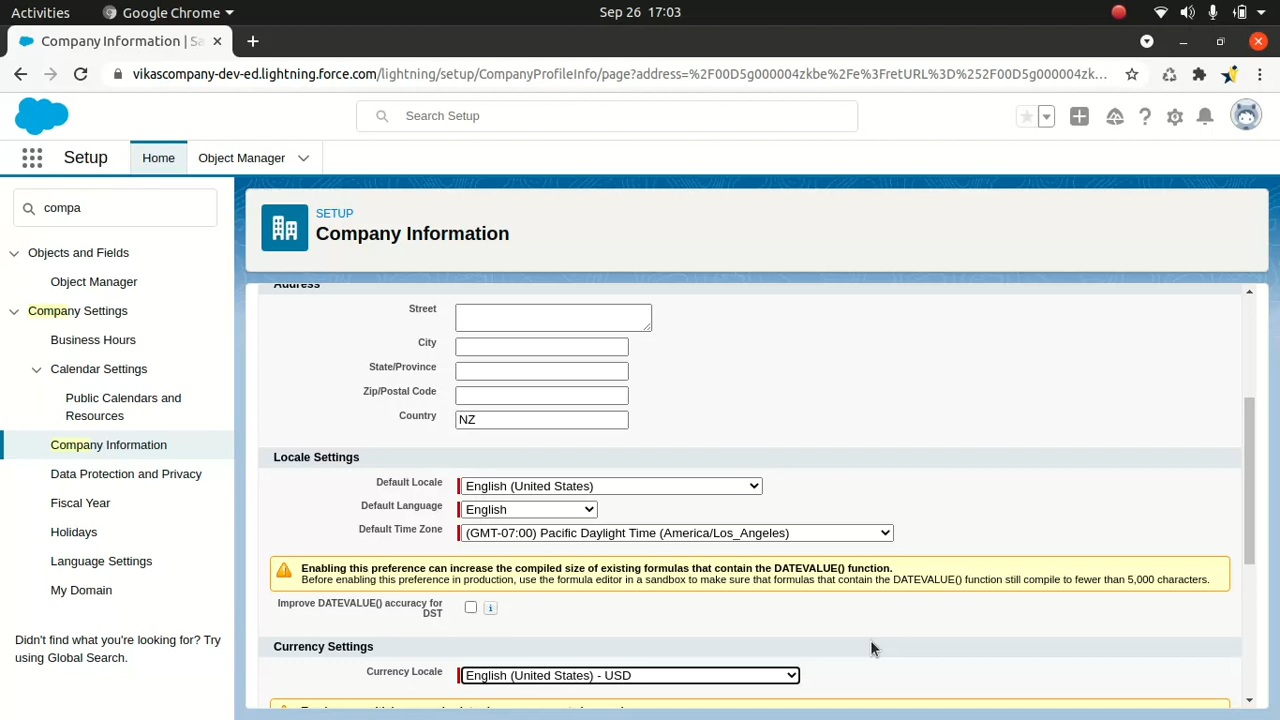 Activities
Google Chrome
Sep 26 17:03
Company Information | Sa
vikascompany-dev-ed.lightning.force.com/lightning/setup/CompanyProfileInfo/page?address=%2F00D5g000004zkbe%2Fe%3FretURL%3D%252F00D5g000004zk...
Search Setup
Setup
Home
Object Manager
compa
SETUP
Company Information
Objects and Fields
Object Manager
Company Settings
Business Hours
Calendar Settings
Public Calendars and
Resources
Company Information
Data Protection and Privacy
Fiscal Year
Holidays
Language Settings
My Domain
Didn't find what you're looking for? Try
using Global Search.
Address
Street
City
State/Province
Zip/Postal Code
Country NZ
Locale Settings
Default Locale English (United States)
Default Language English
Default Time Zone (GMT-07:00) Pacific Daylight Time (America/Los_Angeles)
Enabling this preference can increase the compiled size of existing formulas that contain the DATEVALUE() function.
Before enabling this preference in production, use the formula editor in a sandbox to make sure that formulas that contain the DATEVALUE() function still compile to fewer than 5,000 characters.
Improve DATEVALUE() accuracy for
DST
i
Currency Settings
Currency Locale English (United States) - USD